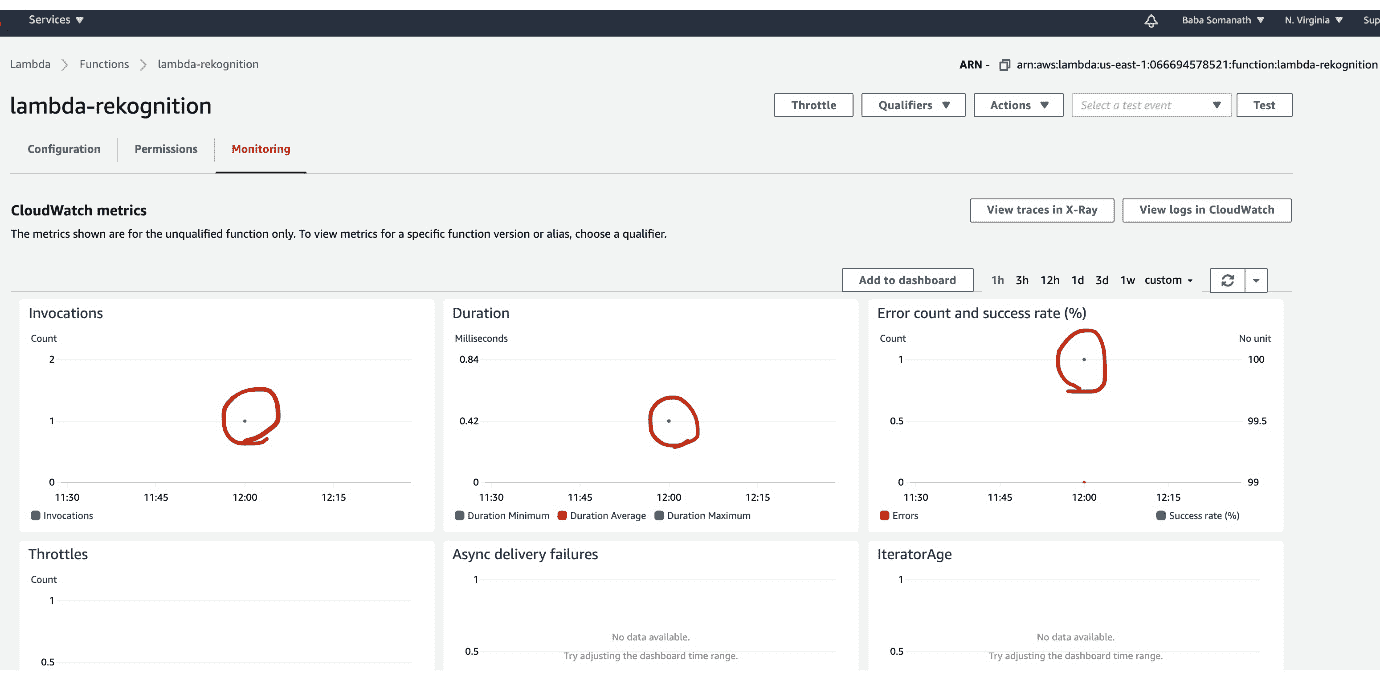 Services ▼ Baba Somanath ▼ N. Virginia ▼ Sup
Lambda > Functions > lambda-rekognition
ARN - arn:aws:lambda:us-east-1:066694578521:function:lambda-rekognition
lambda-rekognition
Throttle Qualifiers ▼ Actions ▼ Select a test event ▼ Test
Configuration Permissions Monitoring
CloudWatch metrics
View traces in X-Ray View logs in CloudWatch
The metrics shown are for the unqualified function only. To view metrics for a specific function version or alias, choose a qualifier.
Add to dashboard 1h 3h 12h 1d 3d 1w custom
Invocations
Count
2
1
0
11:30 11:45 12:00 12:15
Invocations
Duration
Milliseconds
0.84
0.42
0
11:30 11:45 12:00 12:15
Duration Minimum Duration Average Duration Maximum
Error count and success rate (%)
Count No unit
1 100
0.5 99.5
0 99
11:30 11:45 12:00 12:15
Errors Success rate (%)
Throttles
Count
1
0.5
Async delivery failures
1
No data available.
0.5
Try adjusting the dashboard time range.
IteratorAge
1
No data available.
0.5
Try adjusting the dashboard time range.